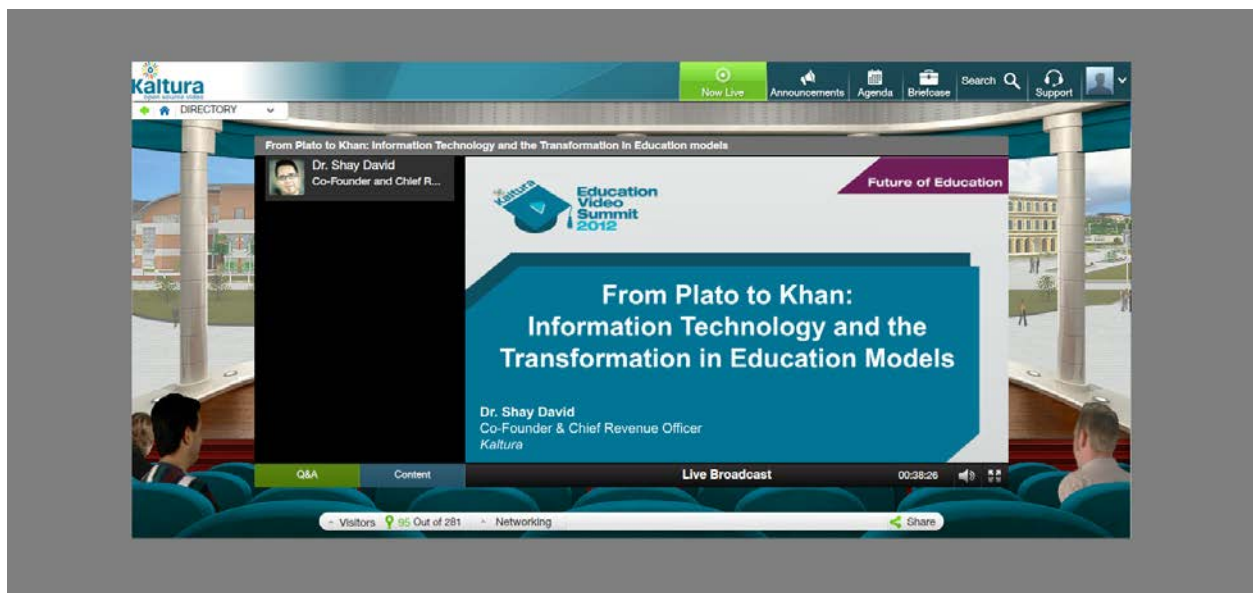 Kaltura
open source video
Now Live
Announcements
Agenda
Briefcase
Search
Support
DIRECTORY
From Plato to Khan: Information Technology and the Transformation in Education models
Dr. Shay David
Co-Founder and Chief R...
Kaltura
Education
Video
Summit
2012
Future of Education
From Plato to Khan:
Information Technology and the
Transformation in Education Models
Dr. Shay David
Co-Founder & Chief Revenue Officer
Kaltura
Q&A
Content
Live Broadcast
00:38:26
Visitors 95 Out of 281
Networking
Share